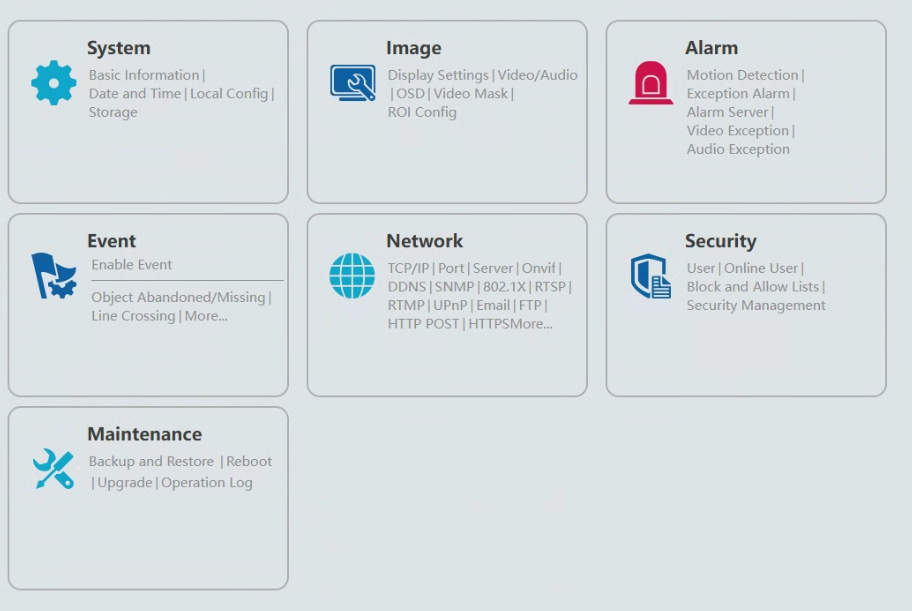 System
Basic Information |
Date and Time | Local Config |
Storage
Image
Display Settings | Video/Audio
| OSD | Video Mask |
ROI Config
Alarm
Motion Detection |
Exception Alarm |
Alarm Server |
Video Exception |
Audio Exception
Event
Enable Event
Object Abandoned/Missing |
Line Crossing | More...
Network
TCP/IP | Port | Server | Onvif |
DDNS | SNMP | 802.1X | RTSP |
RTMP | UPnP | Email | FTP |
HTTP POST | HTTPSMore...
Security
User | Online User |
Block and Allow Lists |
Security Management
Maintenance
Backup and Restore | Reboot
| Upgrade | Operation Log